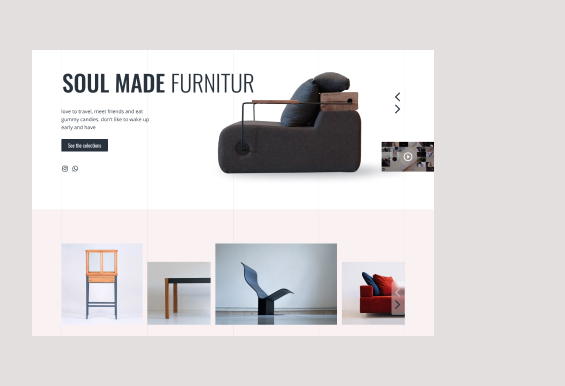 SOUL MADE FURNITUR
love to travel, meet friends and eat
gummy candies. don't like to wake up
early and have
See the celections